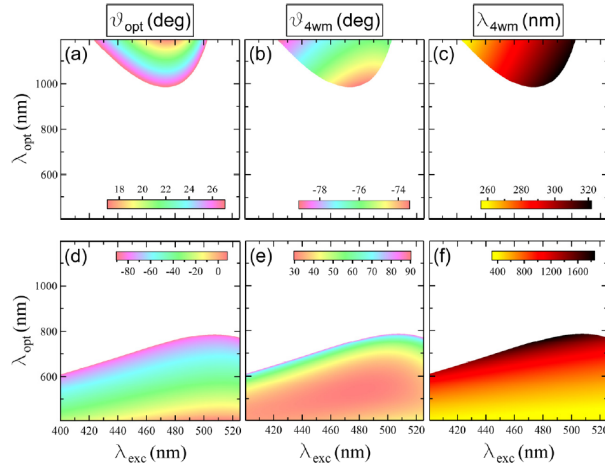 ϑopt (deg)
ϑ4wm (deg)
λ4wm (nm)
(a)
(b)
(c)
1000
800
600
λopt (nm)
18 20 22 24 26
-78 -76 -74
260 280 300 320
(d)
(e)
(f)
-80 -60 -40 -20 0
30 40 50 60 70 80 90
400 800 1200 1600
1000
800
600
λopt (nm)
400 420 440 460 480 500 520
420 440 460 480 500 520
420 440 460 480 500 520
λexc (nm)
λexc (nm)
λexc (nm)